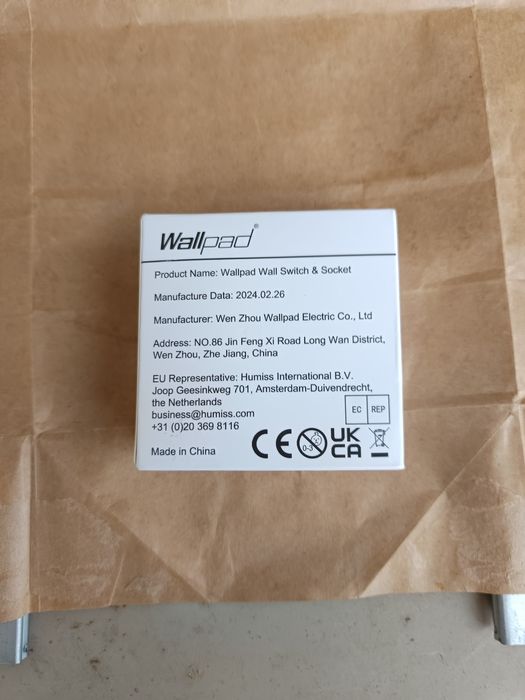 Wallpad®
Product Name: Wallpad Wall Switch & Socket
Manufacture Data: 2024.02.26
Manufacturer: Wen Zhou Wallpad Electric Co., Ltd
Address: NO.86 Jin Feng Xi Road Long Wan District,
Wen Zhou, Zhe Jiang, China
EU Representative: Humiss International B.V.
Joop Geesinkweg 701, Amsterdam-Duivendrecht,
the Netherlands
business@humiss.com
+31 (0)20 369 8116
EC REP
Made in China
CE 0-3 UK
CA